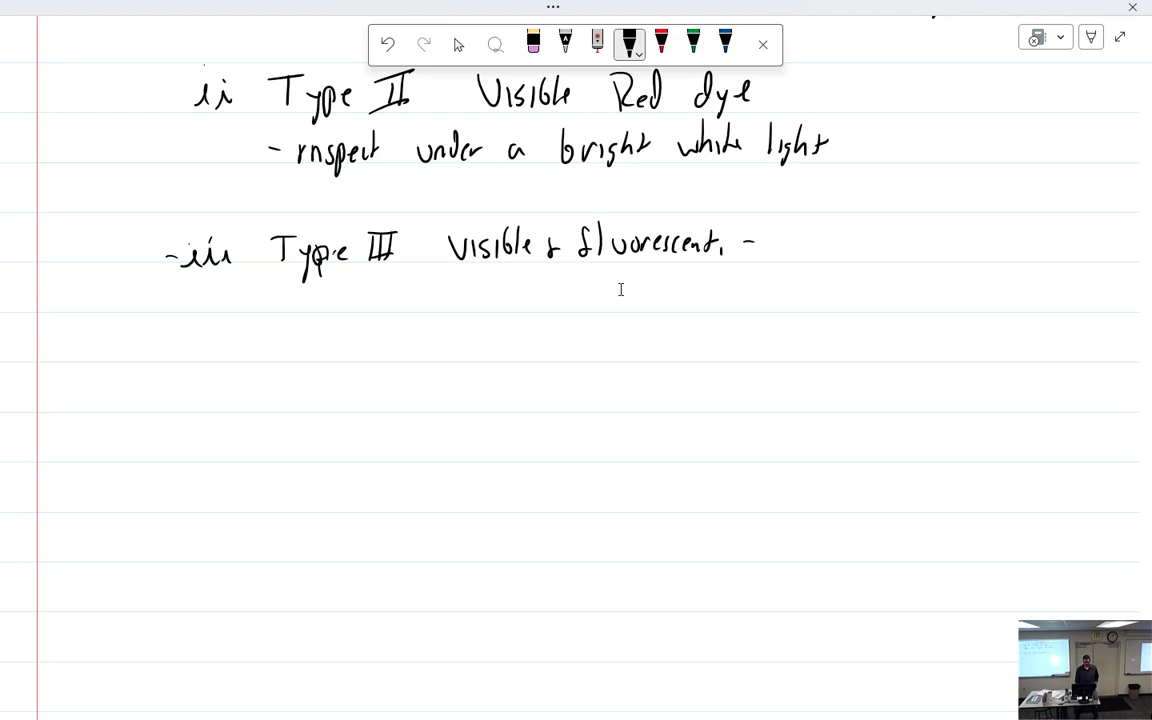 ii Type II Visible Red dye
- inspect under a bright white light
- iii Type III Visible & fluorescent, -